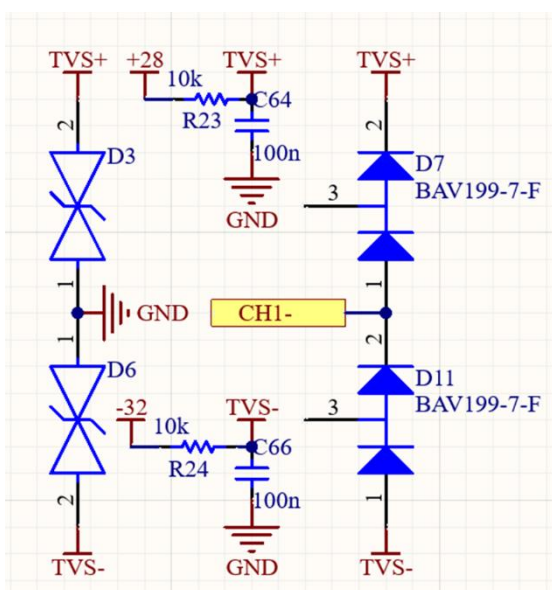 TVS+
+28
TVS+
TVS+
10k
2
C64
2
D3
R23
D7
100n
BAV199-7-F
3
GND
1
1
GND
CH1-
1
2
D6
D11
-32
TVS-
BAV199-7-F
10k
3
C66
R24
2
100n
1
TVS-
GND
TVS-